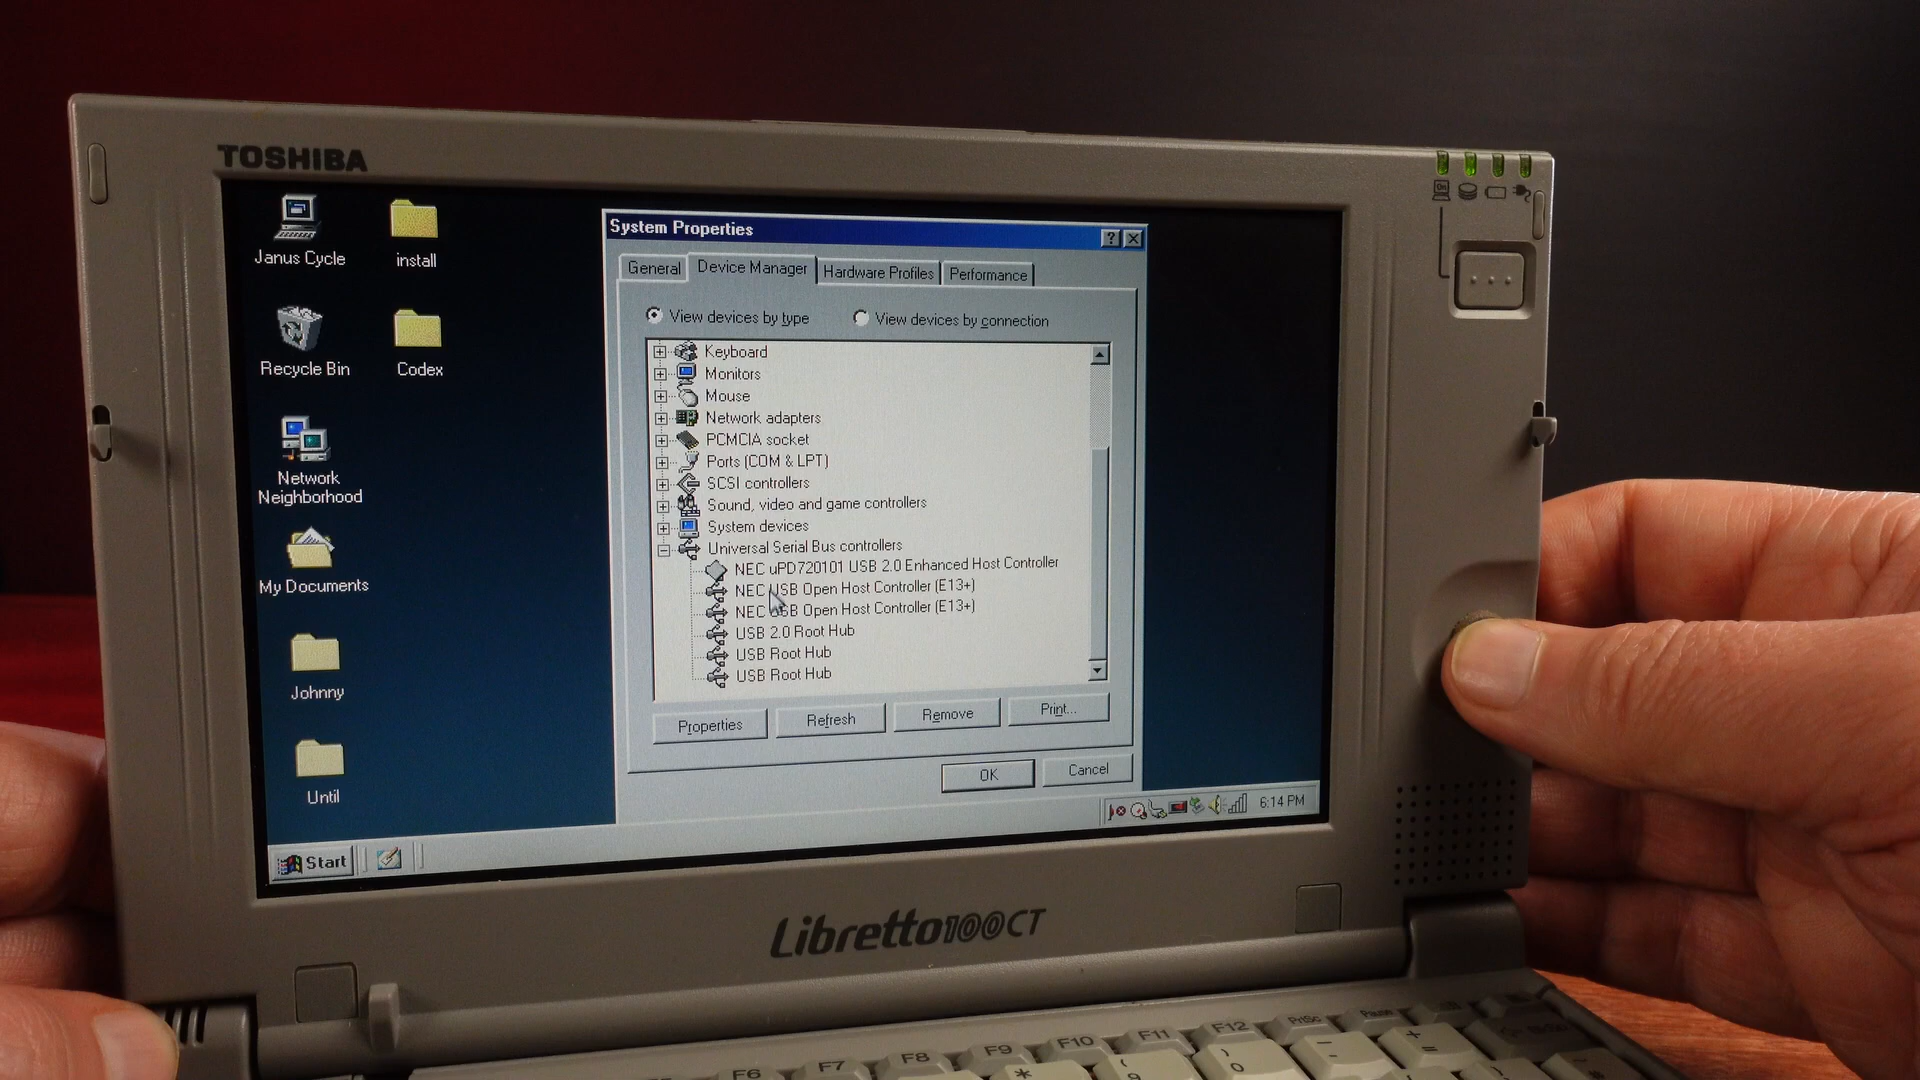 TOSHIBA
Janus Cycle
install
Recycle Bin
Codex
Network
Neighborhood
My Documents
Johnny
Until
System Properties
?
General
Device Manager
Hardware Profiles
Performance
View devices by type
View devices by connection
Keyboard
Monitors
Mouse
Network adapters
PCMCIA socket
Ports (COM & LPT)
SCSI controllers
Sound, video and game controllers
System devices
Universal Serial Bus controllers
NEC uPD720101 USB 2.0 Enhanced Host Controller
NEC USB Open Host Controller (E13+)
NEC USB Open Host Controller (E13+)
USB 2.0 Root Hub
USB Root Hub
USB Root Hub
Properties
Refresh
Remove
Print...
OK
Cancel
Start
6:14 PM
Libretto100CT
F6 F7 F8 F9 F10 F11 F12 PrtSc Pause
* ( 9 ) 0 - + =